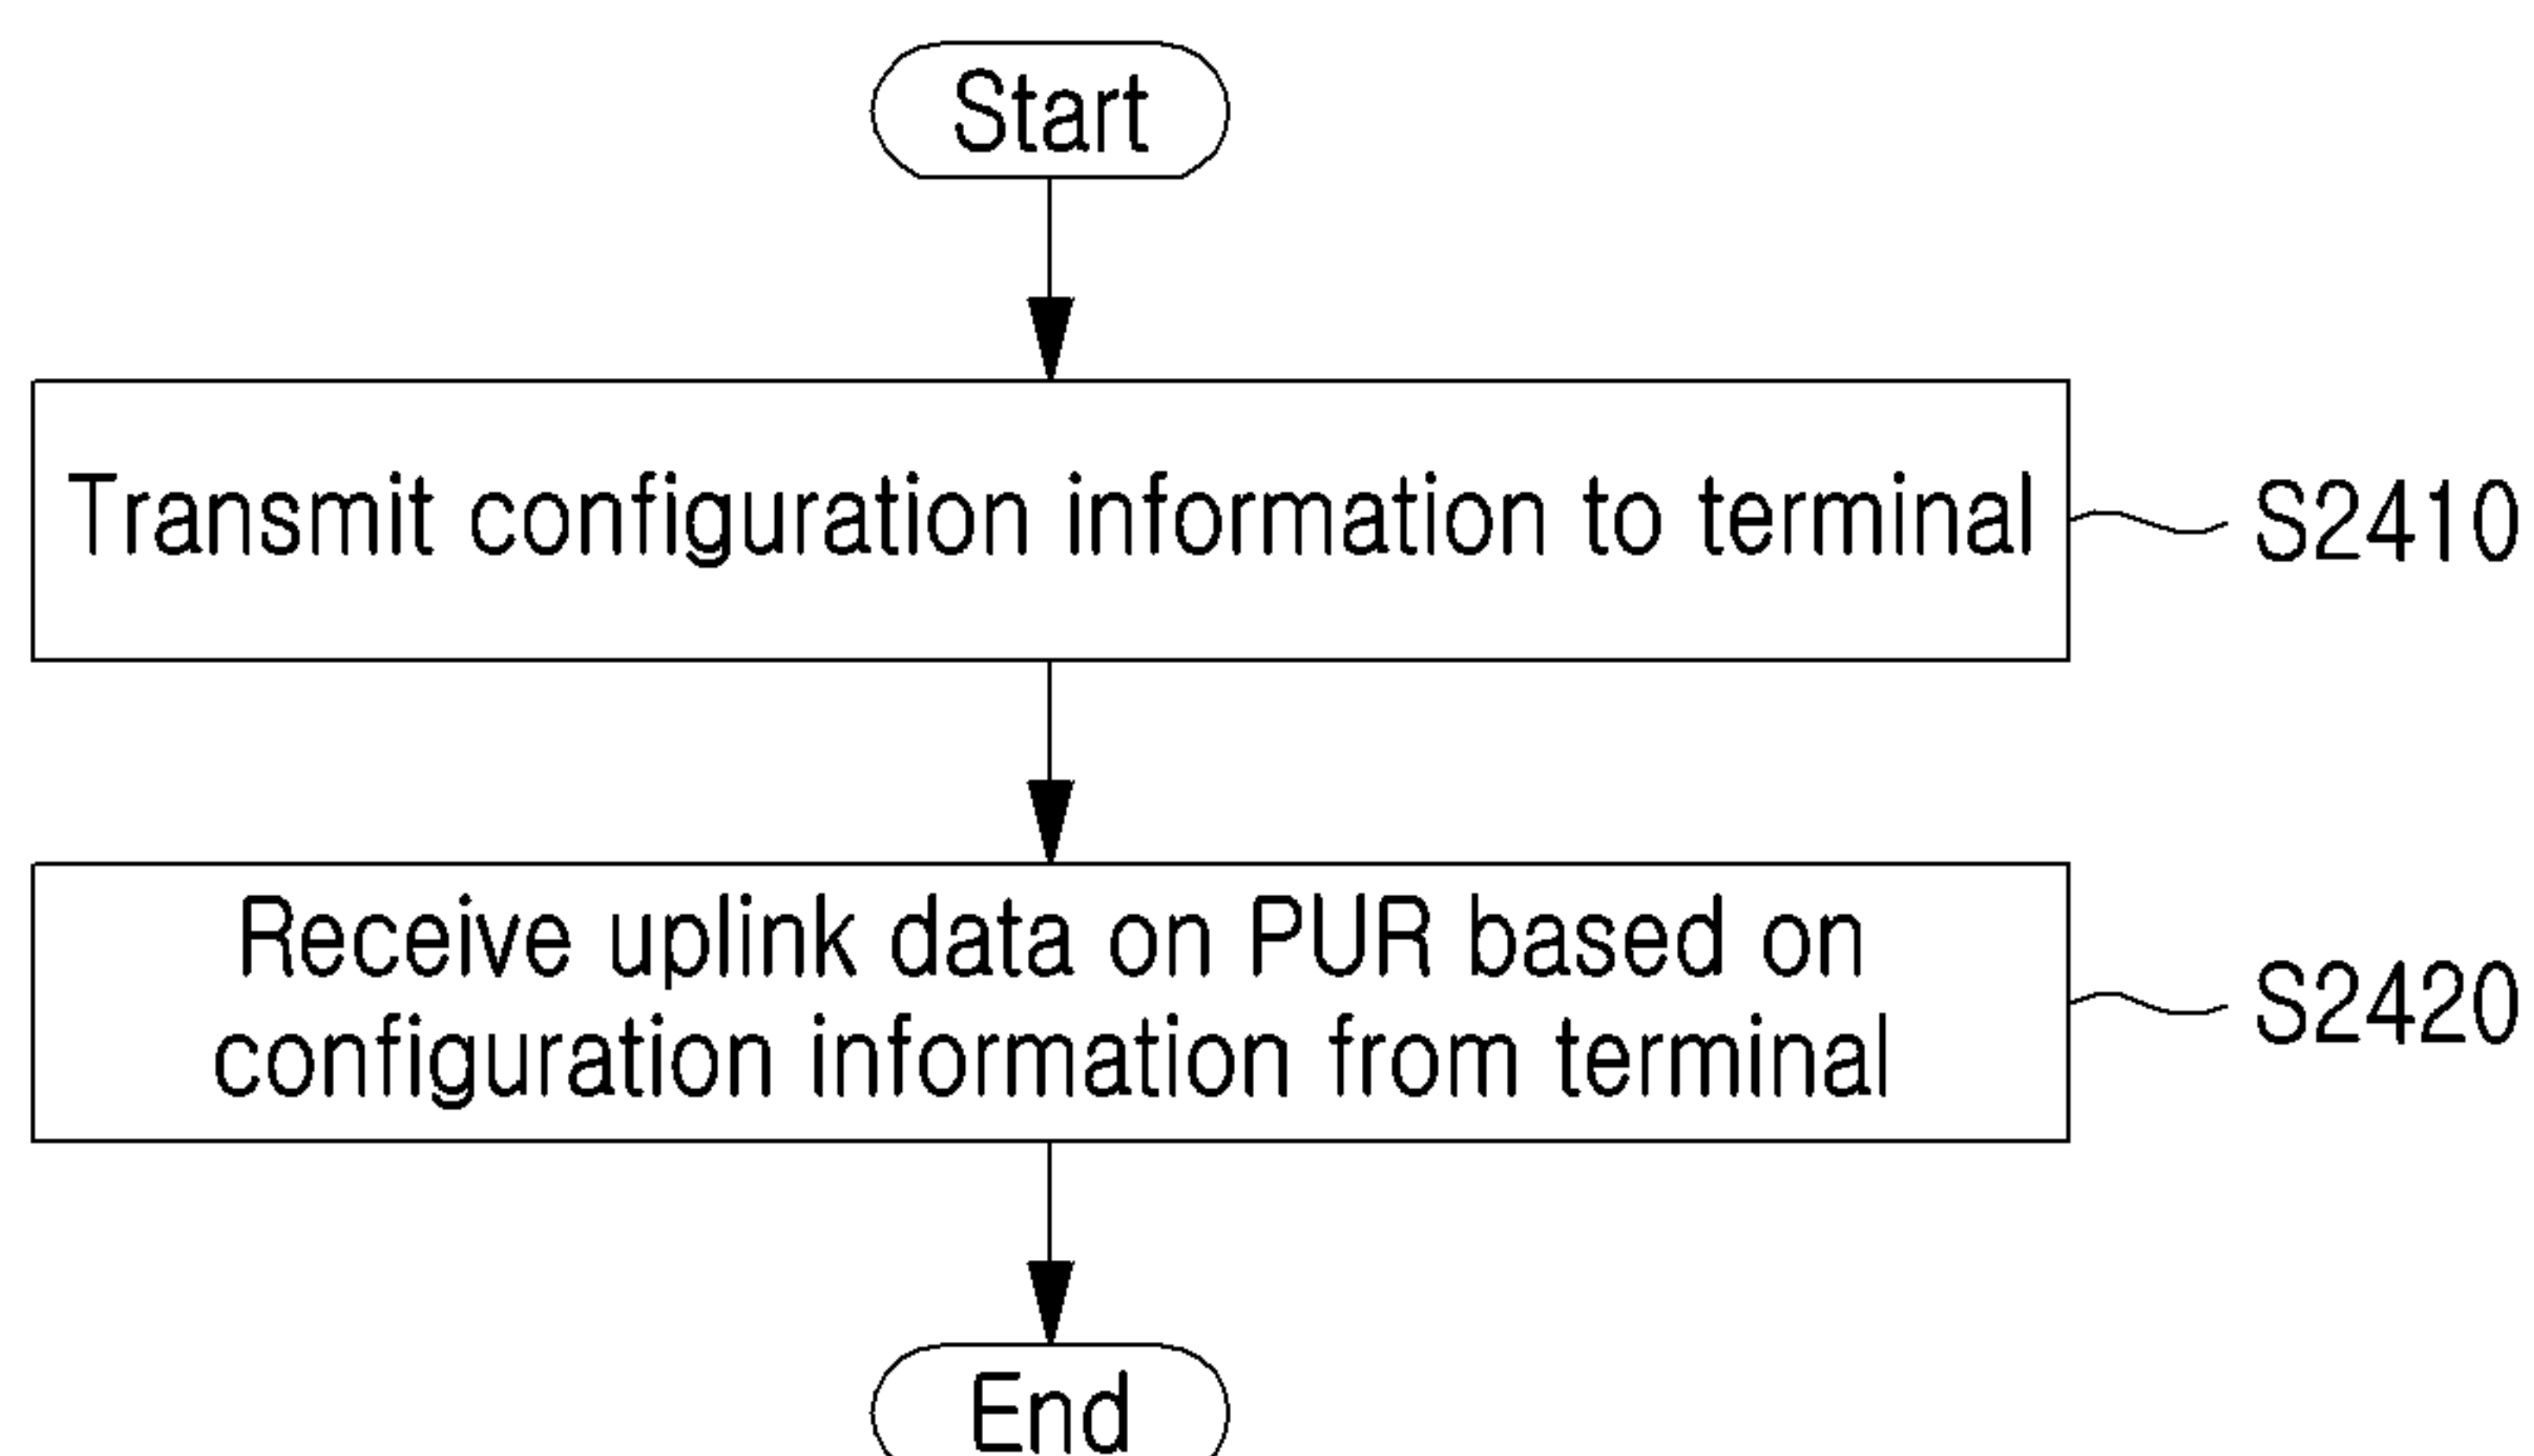 Start
Transmit configuration information to terminal
S2410
Receive uplink data on PUR based on
configuration information from terminal
S2420
End